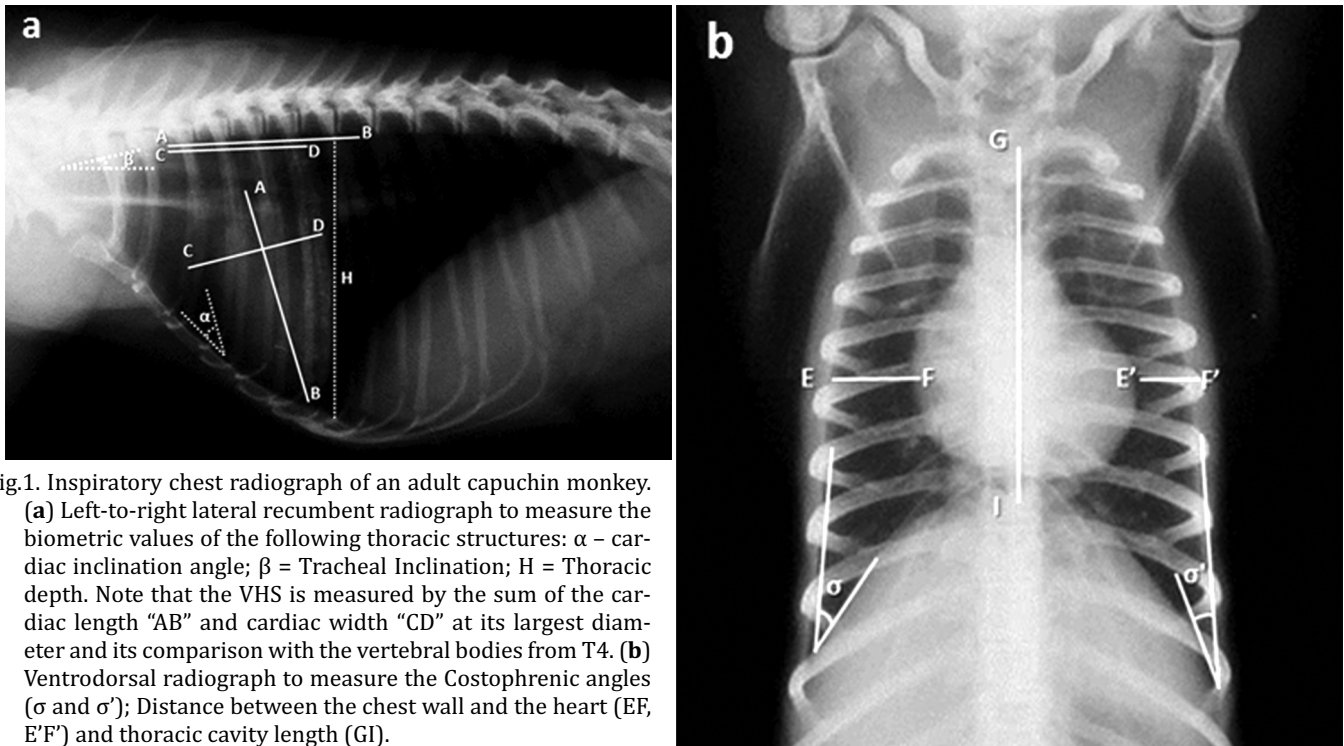 a
A
B
C
D
β
A
D
C
H
α
B
ig.1. Inspiratory chest radiograph of an adult capuchin monkey.
(a) Left-to-right lateral recumbent radiograph to measure the
biometric values of the following thoracic structures: α – car-
diac inclination angle; β = Tracheal Inclination; H = Thoracic
depth. Note that the VHS is measured by the sum of the car-
diac length “AB” and cardiac width “CD” at its largest diam-
eter and its comparison with the vertebral bodies from T4. (b)
Ventrodorsal radiograph to measure the Costophrenic angles
(σ and σ’); Distance between the chest wall and the heart (EF,
E’F’) and thoracic cavity length (GI).
b
G
E
F
E’
F’
I
σ
σ’